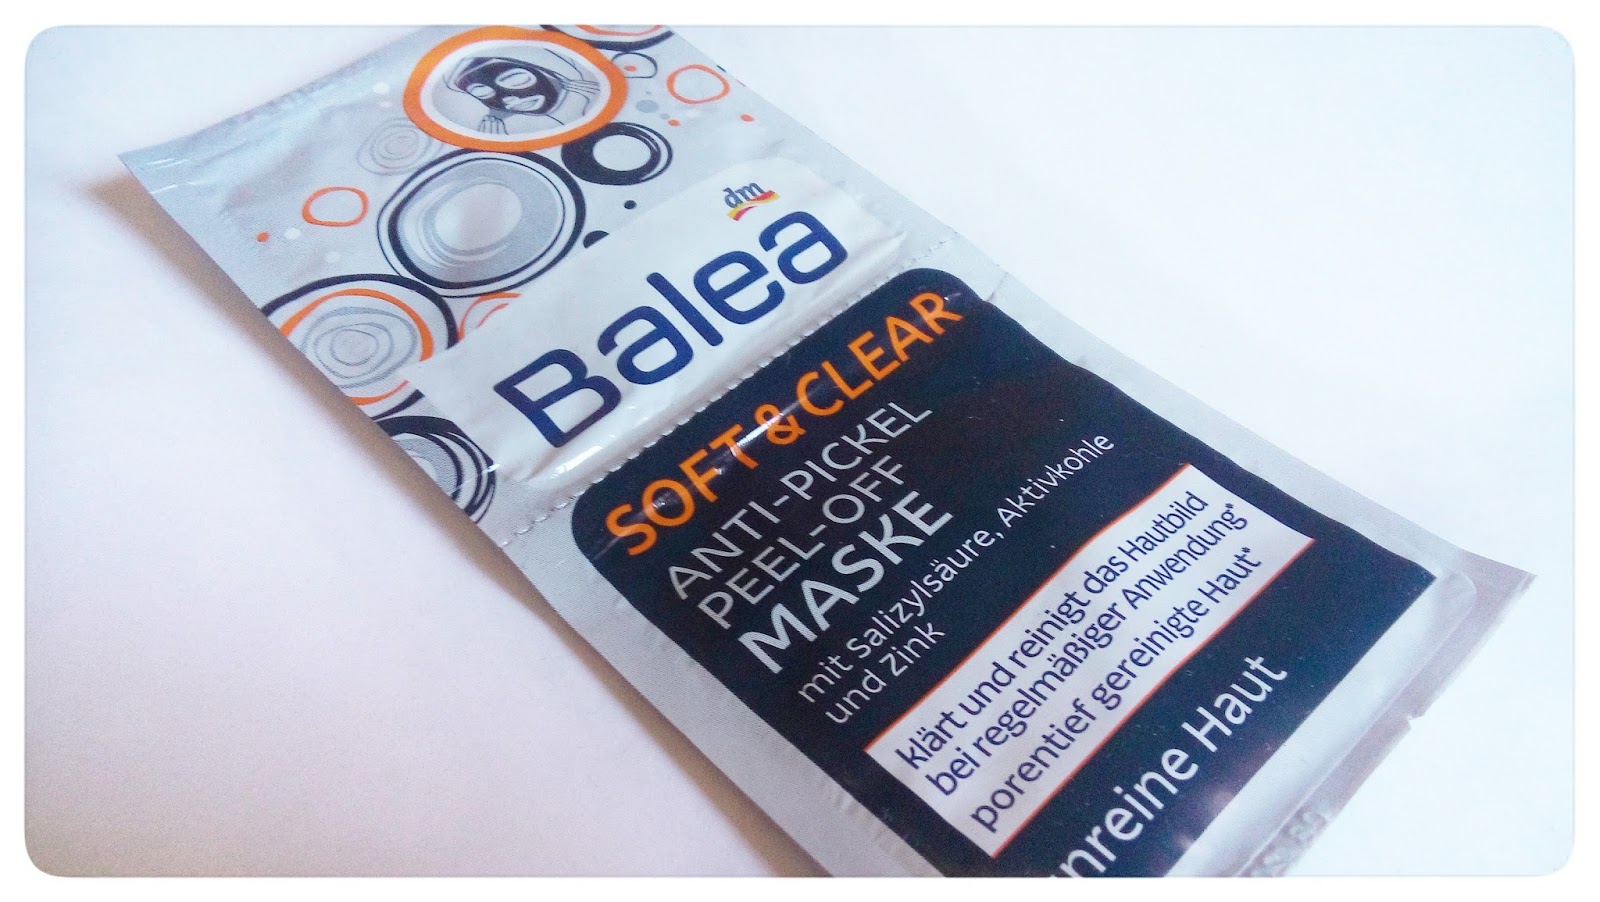 dm
Balea
SOFT & CLEAR
ANTI-PICKEL
PEEL-OFF
MASKE
mit Salizylsäure, Aktivkohle
und Zink
klärt und reinigt das Hautbild
bei regelmäßiger Anwendung*
porentief gereinigte Haut*
unreine Haut